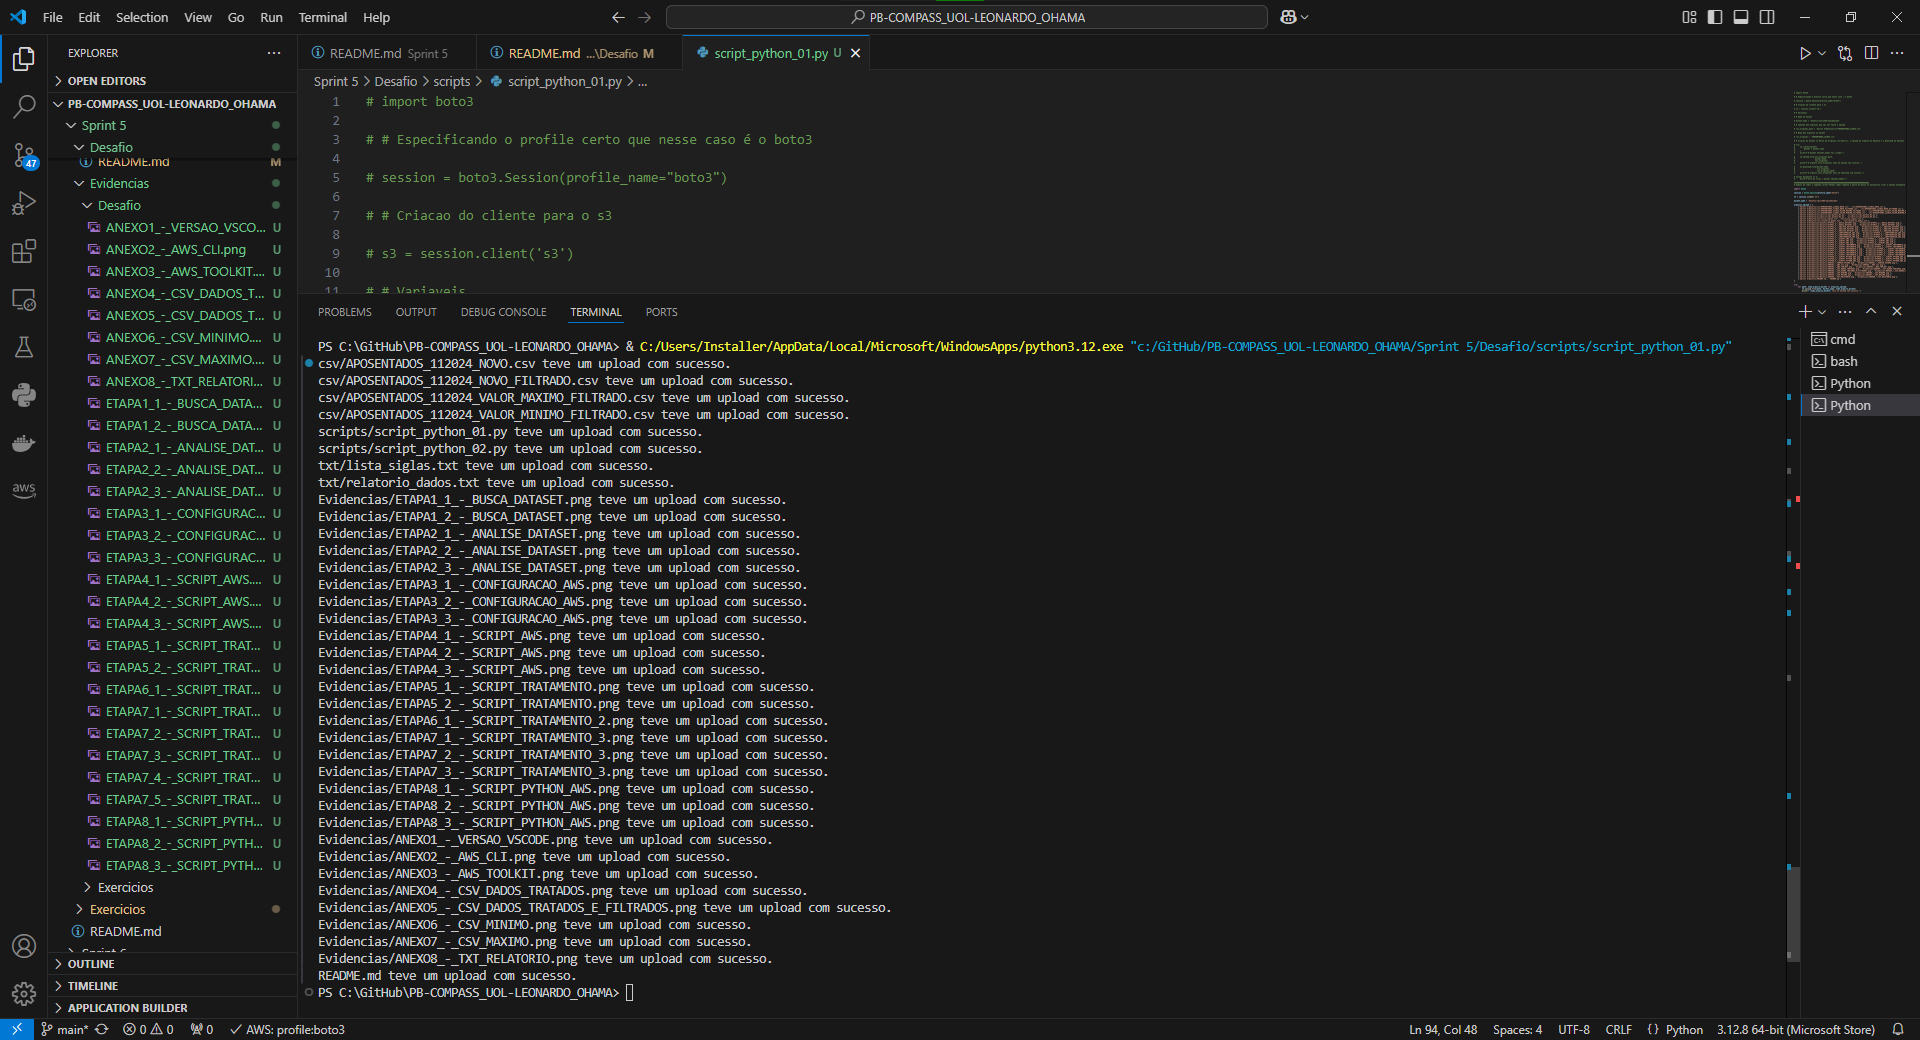 File Edit Selection View Go Run Terminal Help
PB-COMPASS_UOL-LEONARDO_OHAMA
EXPLORER
OPEN EDITORS
PB-COMPASS_UOL-LEONARDO_OHAMA
Sprint 5
Desafio
README.md M
Evidencias
Desafio
ANEXO1_-_VERSAO_VSCO... U
ANEXO2_-_AWS_CLI.png U
ANEXO3_-_AWS_TOOLKIT.... U
ANEXO4_-_CSV_DADOS_T... U
ANEXO5_-_CSV_DADOS_T... U
ANEXO6_-_CSV_MINIMO.... U
ANEXO7_-_CSV_MAXIMO.... U
ANEXO8_-_TXT_RELATORI... U
ETAPA1_1_-_BUSCA_DATA... U
ETAPA1_2_-_BUSCA_DATA... U
ETAPA2_1_-_ANALISE_DAT... U
ETAPA2_2_-_ANALISE_DAT... U
ETAPA2_3_-_ANALISE_DAT... U
ETAPA3_1_-_CONFIGURAC... U
ETAPA3_2_-_CONFIGURAC... U
ETAPA3_3_-_CONFIGURAC... U
ETAPA4_1_-_SCRIPT_AWS.... U
ETAPA4_2_-_SCRIPT_AWS.... U
ETAPA4_3_-_SCRIPT_AWS.... U
ETAPA5_1_-_SCRIPT_TRAT... U
ETAPA5_2_-_SCRIPT_TRAT... U
ETAPA6_1_-_SCRIPT_TRAT... U
ETAPA7_1_-_SCRIPT_TRAT... U
ETAPA7_2_-_SCRIPT_TRAT... U
ETAPA7_3_-_SCRIPT_TRAT... U
ETAPA7_4_-_SCRIPT_TRAT... U
ETAPA7_5_-_SCRIPT_TRAT... U
ETAPA8_1_-_SCRIPT_PYTH... U
ETAPA8_2_-_SCRIPT_PYTH... U
ETAPA8_3_-_SCRIPT_PYTH... U
Exercicios
Exercicios
README.md
OUTLINE
TIMELINE
APPLICATION BUILDER
47
aws
README.md Sprint 5
README.md ...\Desafio M
script_python_01.py U
Sprint 5 > Desafio > scripts > script_python_01.py > ...
1 # import boto3
2
3 # # Especificando o profile certo que nesse caso é o boto3
4
5 # session = boto3.Session(profile_name="boto3")
6
7 # # Criacao do cliente para o s3
8
9 # s3 = session.client('s3')
10
11 # # Variaveis
PROBLEMS OUTPUT DEBUG CONSOLE TERMINAL PORTS
PS C:\GitHub\PB-COMPASS_UOL-LEONARDO_OHAMA> & C:/Users/Installer/AppData/Local/Microsoft/WindowsApps/python3.12.exe "c:/GitHub/PB-COMPASS_UOL-LEONARDO_OHAMA/Sprint 5/Desafio/scripts/script_python_01.py"
csv/APOSENTADOS_112024_NOVO.csv teve um upload com sucesso.
csv/APOSENTADOS_112024_NOVO_FILTRADO.csv teve um upload com sucesso.
csv/APOSENTADOS_112024_VALOR_MAXIMO_FILTRADO.csv teve um upload com sucesso.
csv/APOSENTADOS_112024_VALOR_MINIMO_FILTRADO.csv teve um upload com sucesso.
scripts/script_python_01.py teve um upload com sucesso.
scripts/script_python_02.py teve um upload com sucesso.
txt/lista_siglas.txt teve um upload com sucesso.
txt/relatorio_dados.txt teve um upload com sucesso.
Evidencias/ETAPA1_1_-_BUSCA_DATASET.png teve um upload com sucesso.
Evidencias/ETAPA1_2_-_BUSCA_DATASET.png teve um upload com sucesso.
Evidencias/ETAPA2_1_-_ANALISE_DATASET.png teve um upload com sucesso.
Evidencias/ETAPA2_2_-_ANALISE_DATASET.png teve um upload com sucesso.
Evidencias/ETAPA2_3_-_ANALISE_DATASET.png teve um upload com sucesso.
Evidencias/ETAPA3_1_-_CONFIGURACAO_AWS.png teve um upload com sucesso.
Evidencias/ETAPA3_2_-_CONFIGURACAO_AWS.png teve um upload com sucesso.
Evidencias/ETAPA3_3_-_CONFIGURACAO_AWS.png teve um upload com sucesso.
Evidencias/ETAPA4_1_-_SCRIPT_AWS.png teve um upload com sucesso.
Evidencias/ETAPA4_2_-_SCRIPT_AWS.png teve um upload com sucesso.
Evidencias/ETAPA4_3_-_SCRIPT_AWS.png teve um upload com sucesso.
Evidencias/ETAPA5_1_-_SCRIPT_TRATAMENTO.png teve um upload com sucesso.
Evidencias/ETAPA5_2_-_SCRIPT_TRATAMENTO.png teve um upload com sucesso.
Evidencias/ETAPA6_1_-_SCRIPT_TRATAMENTO_2.png teve um upload com sucesso.
Evidencias/ETAPA7_1_-_SCRIPT_TRATAMENTO_3.png teve um upload com sucesso.
Evidencias/ETAPA7_2_-_SCRIPT_TRATAMENTO_3.png teve um upload com sucesso.
Evidencias/ETAPA7_3_-_SCRIPT_TRATAMENTO_3.png teve um upload com sucesso.
Evidencias/ETAPA8_1_-_SCRIPT_PYTHON_AWS.png teve um upload com sucesso.
Evidencias/ETAPA8_2_-_SCRIPT_PYTHON_AWS.png teve um upload com sucesso.
Evidencias/ETAPA8_3_-_SCRIPT_PYTHON_AWS.png teve um upload com sucesso.
Evidencias/ANEXO1_-_VERSAO_VSCODE.png teve um upload com sucesso.
Evidencias/ANEXO2_-_AWS_CLI.png teve um upload com sucesso.
Evidencias/ANEXO3_-_AWS_TOOLKIT.png teve um upload com sucesso.
Evidencias/ANEXO4_-_CSV_DADOS_TRATADOS.png teve um upload com sucesso.
Evidencias/ANEXO5_-_CSV_DADOS_TRATADOS_E_FILTRADOS.png teve um upload com sucesso.
Evidencias/ANEXO6_-_CSV_MINIMO.png teve um upload com sucesso.
Evidencias/ANEXO7_-_CSV_MAXIMO.png teve um upload com sucesso.
Evidencias/ANEXO8_-_TXT_RELATORIO.png teve um upload com sucesso.
README.md teve um upload com sucesso.
PS C:\GitHub\PB-COMPASS_UOL-LEONARDO_OHAMA>
cmd
bash
Python
Python
main* 0 0 0 AWS: profile:boto3
Ln 94, Col 48 Spaces: 4 UTF-8 CRLF Python 3.12.8 64-bit (Microsoft Store)